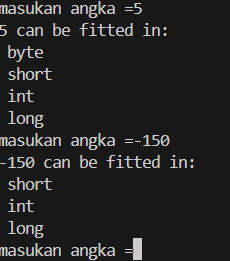 masukan angka =5
5 can be fitted in:
 byte
 short
 int
 long
masukan angka =-150
-150 can be fitted in:
 short
 int
 long
masukan angka =